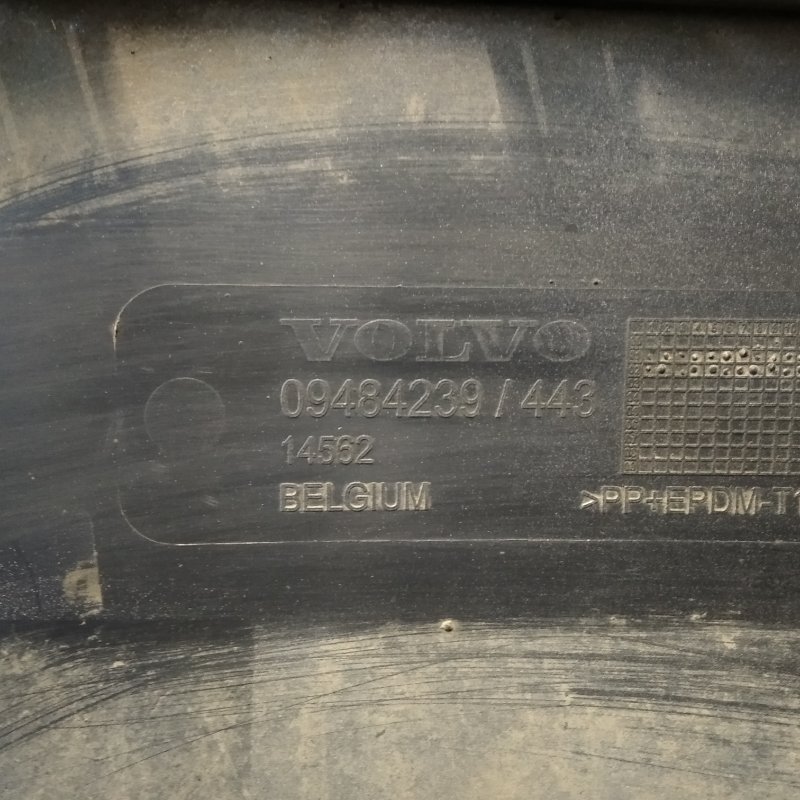 VOLVO
09484239 / 443
14562
BELGIUM
>PP+EPDM-T1